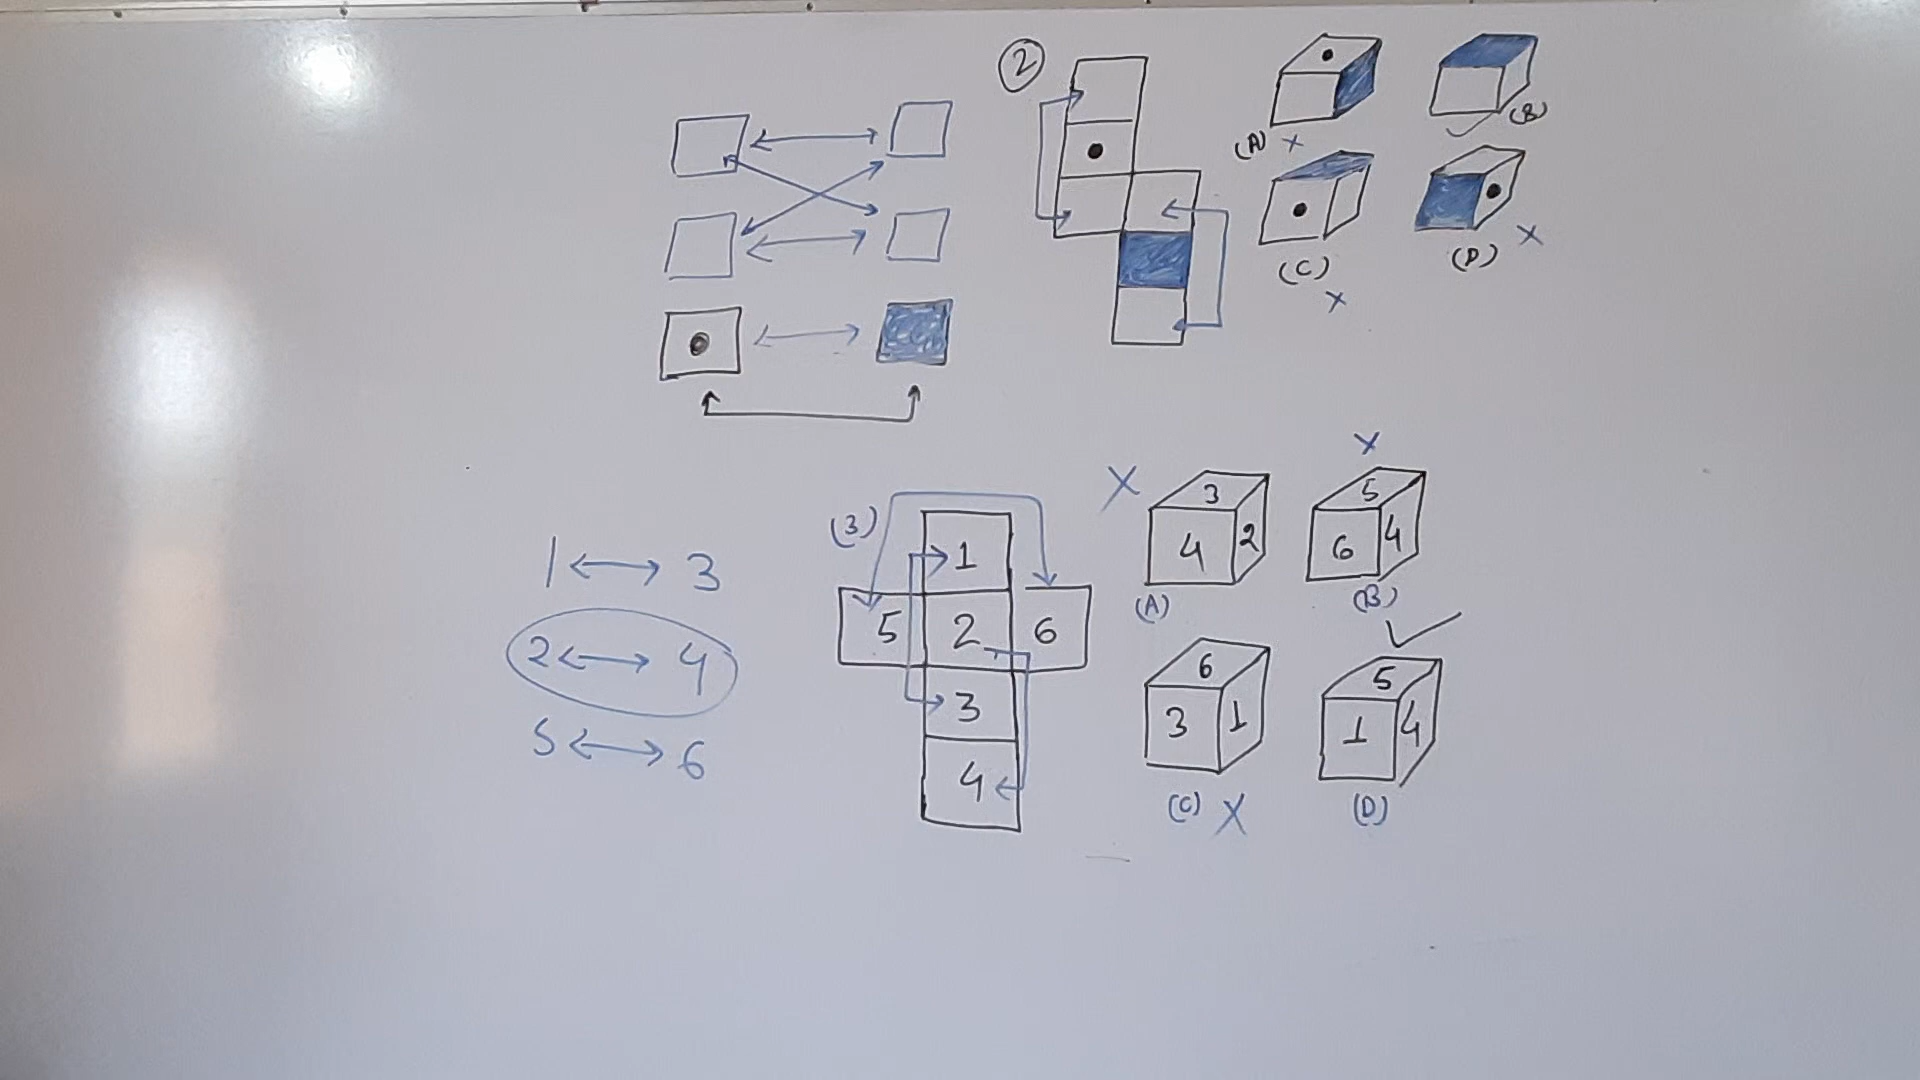 2
(A) x
(B)
(C)
x
(D) x
(3)
1
5 2 6
3
4
1 ↔ 3
2 ↔ 4
5 ↔ 6
X
3
4 2
(A)
x
5
6 4
(B)
6
3 1
(C) X
5
1 4
(D)